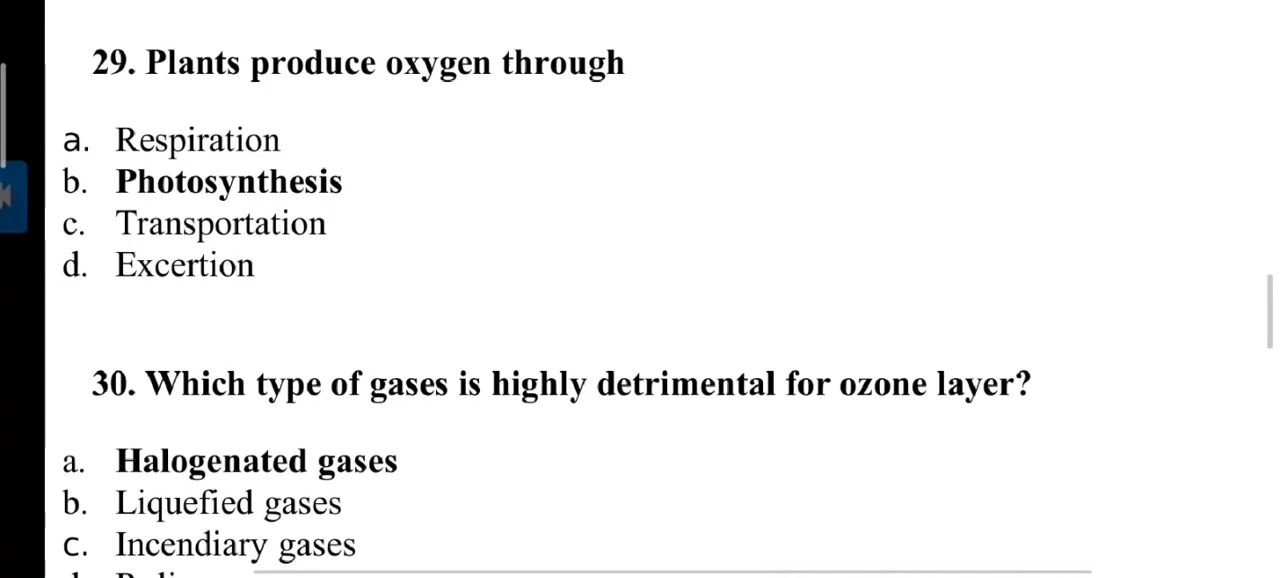 29. Plants produce oxygen through
a. Respiration
b. Photosynthesis
c. Transportation
d. Excertion
30. Which type of gases is highly detrimental for ozone layer?
a. Halogenated gases
b. Liquefied gases
c. Incendiary gases